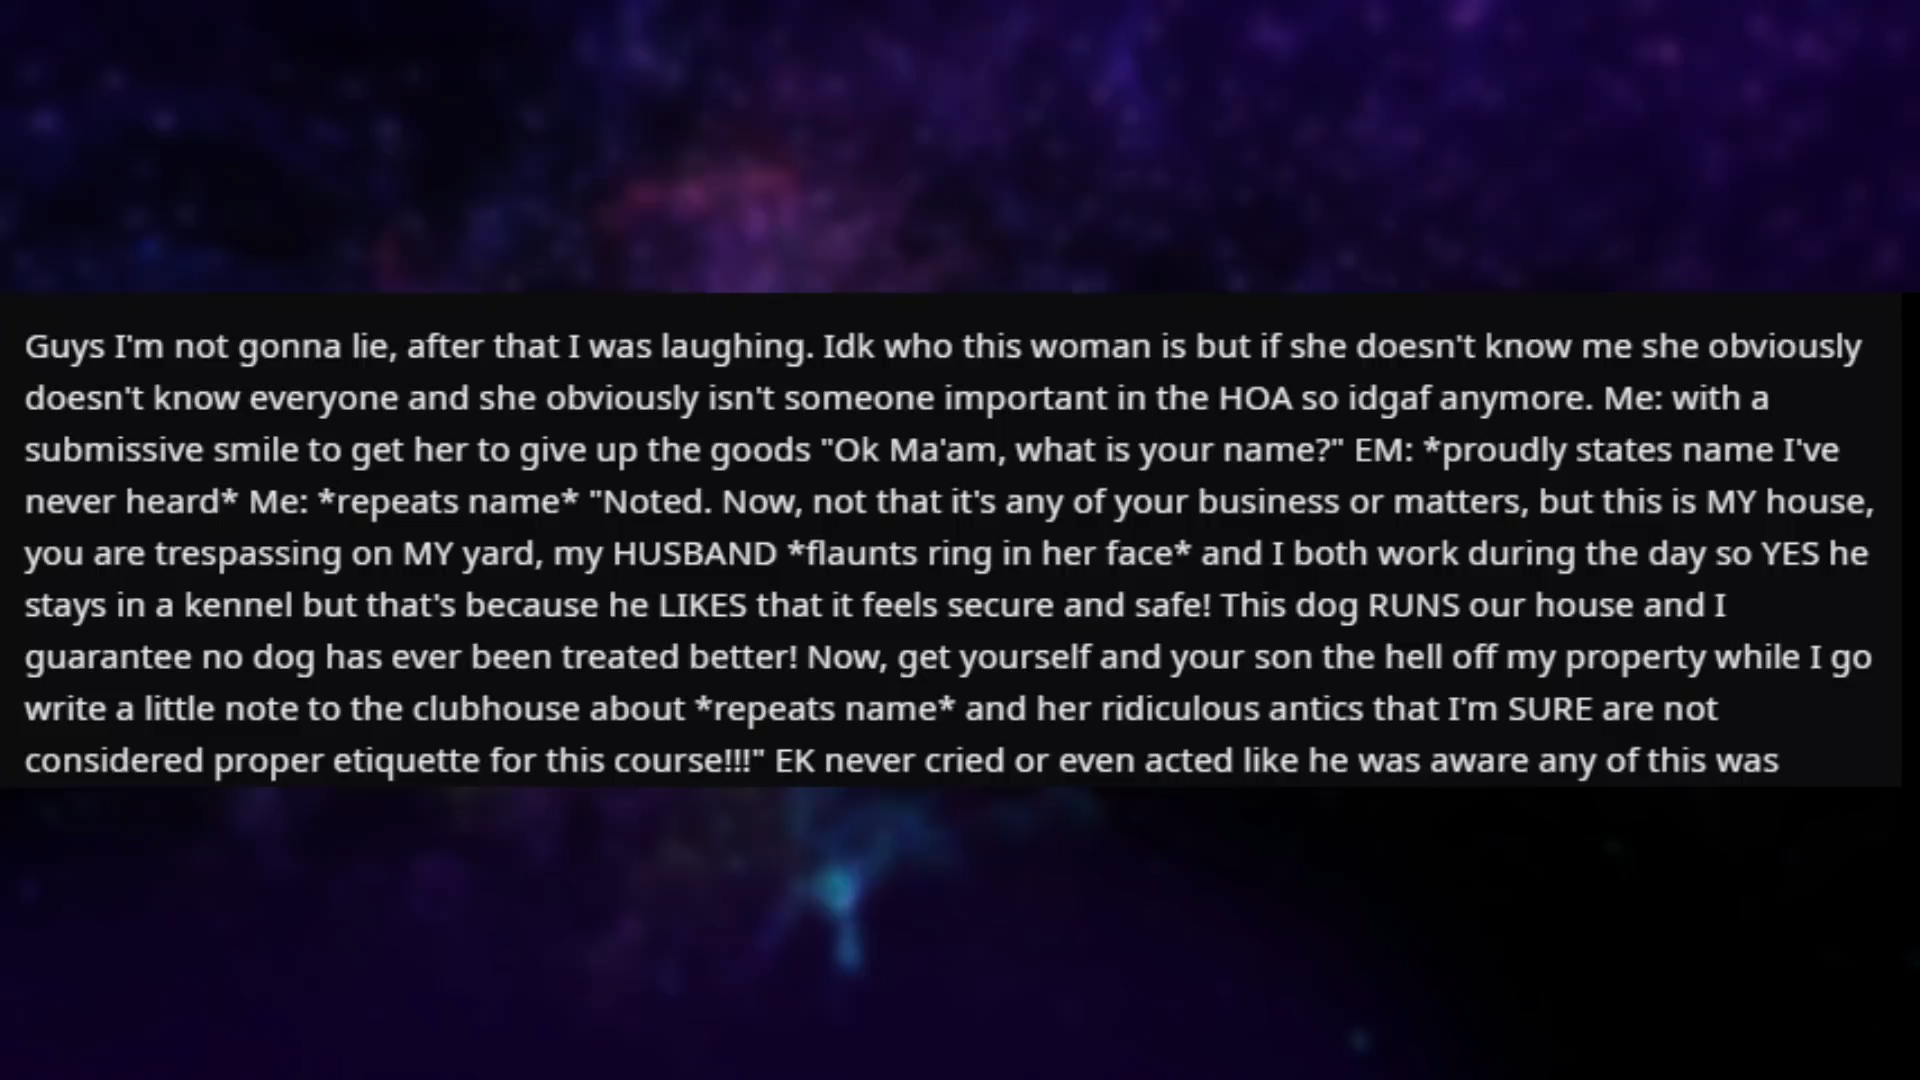 Guys I'm not gonna lie, after that I was laughing. Idk who this woman is but if she doesn't know me she obviously
doesn't know everyone and she obviously isn't someone important in the HOA so idgaf anymore. Me: with a
submissive smile to get her to give up the goods "Ok Ma'am, what is your name?" EM: *proudly states name I've
never heard* Me: *repeats name* "Noted. Now, not that it's any of your business or matters, but this is MY house,
you are trespassing on MY yard, my HUSBAND *flaunts ring in her face* and I both work during the day so YES he
stays in a kennel but that's because he LIKES that it feels secure and safe! This dog RUNS our house and I
guarantee no dog has ever been treated better! Now, get yourself and your son the hell off my property while I go
write a little note to the clubhouse about *repeats name* and her ridiculous antics that I'm SURE are not
considered proper etiquette for this course!!!" EK never cried or even acted like he was aware any of this was